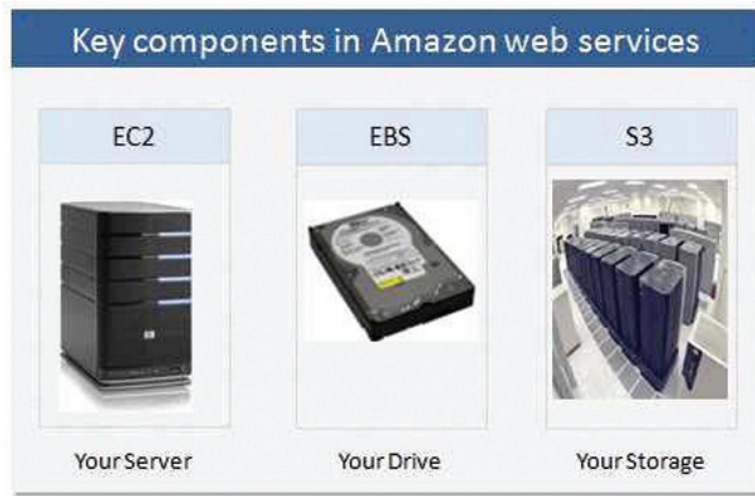 Key components in Amazon web services
EC2
EBS
S3
Your Server
Your Drive
Your Storage